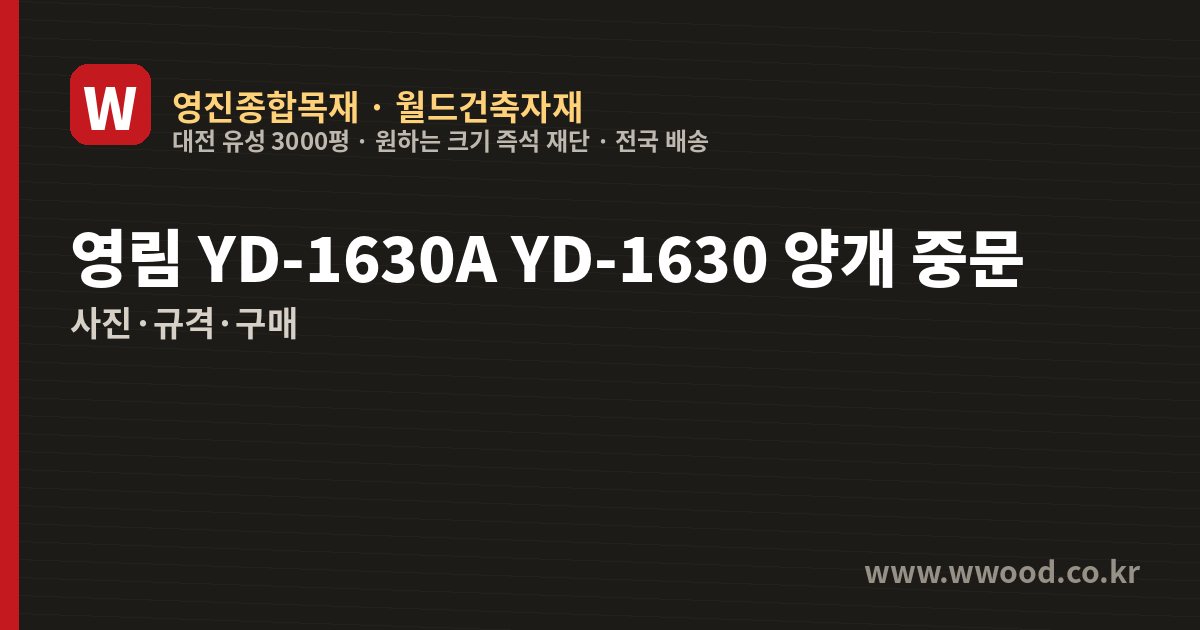 W
영진종합목재 · 월드건축자재
대전 유성 3000평 · 원하는 크기 즉석 재단 · 전국 배송
영림 YD-1630A YD-1630 양개 중문
사진·규격·구매
www.wwood.co.kr